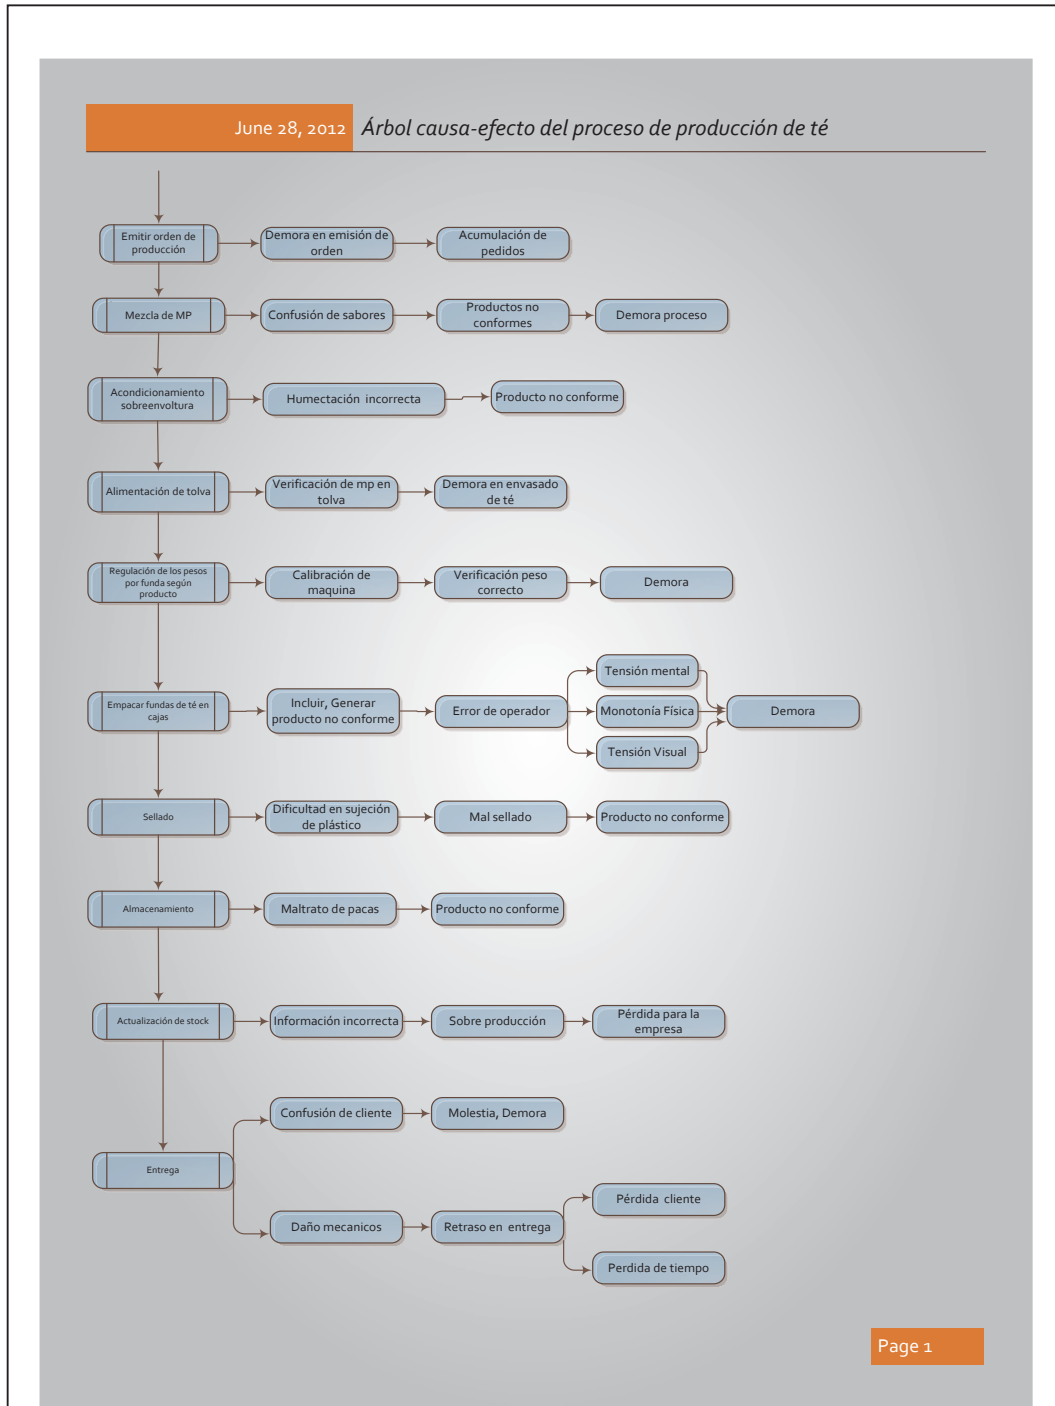 June 28, 2012 Árbol causa-efecto del proceso de producción de té
Emitir orden de
producción
Demora en emisión de
orden
Acumulación de
pedidos
Mezcla de MP
Confusión de sabores
Productos no
conformes
Demora proceso
Acondicionamiento
sobreenvoltura
Humectación incorrecta
Producto no conforme
Alimentación de tolva
Verificación de mp en
tolva
Demora en envasado
de té
Regulación de los pesos
por funda según
producto
Calibración de
maquina
Verificación peso
correcto
Demora
Empacar fundas de té en
cajas
Incluir, Generar
producto no conforme
Error de operador
Tensión mental
Monotonía Física
Tensión Visual
Demora
Sellado
Dificultad en sujeción
de plástico
Mal sellado
Producto no conforme
Almacenamiento
Maltrato de pacas
Producto no conforme
Actualización de stock
Información incorrecta
Sobre producción
Pérdida para la
empresa
Entrega
Confusión de cliente
Molestia, Demora
Daño mecanicos
Retraso en entrega
Pérdida cliente
Perdida de tiempo
Page 1